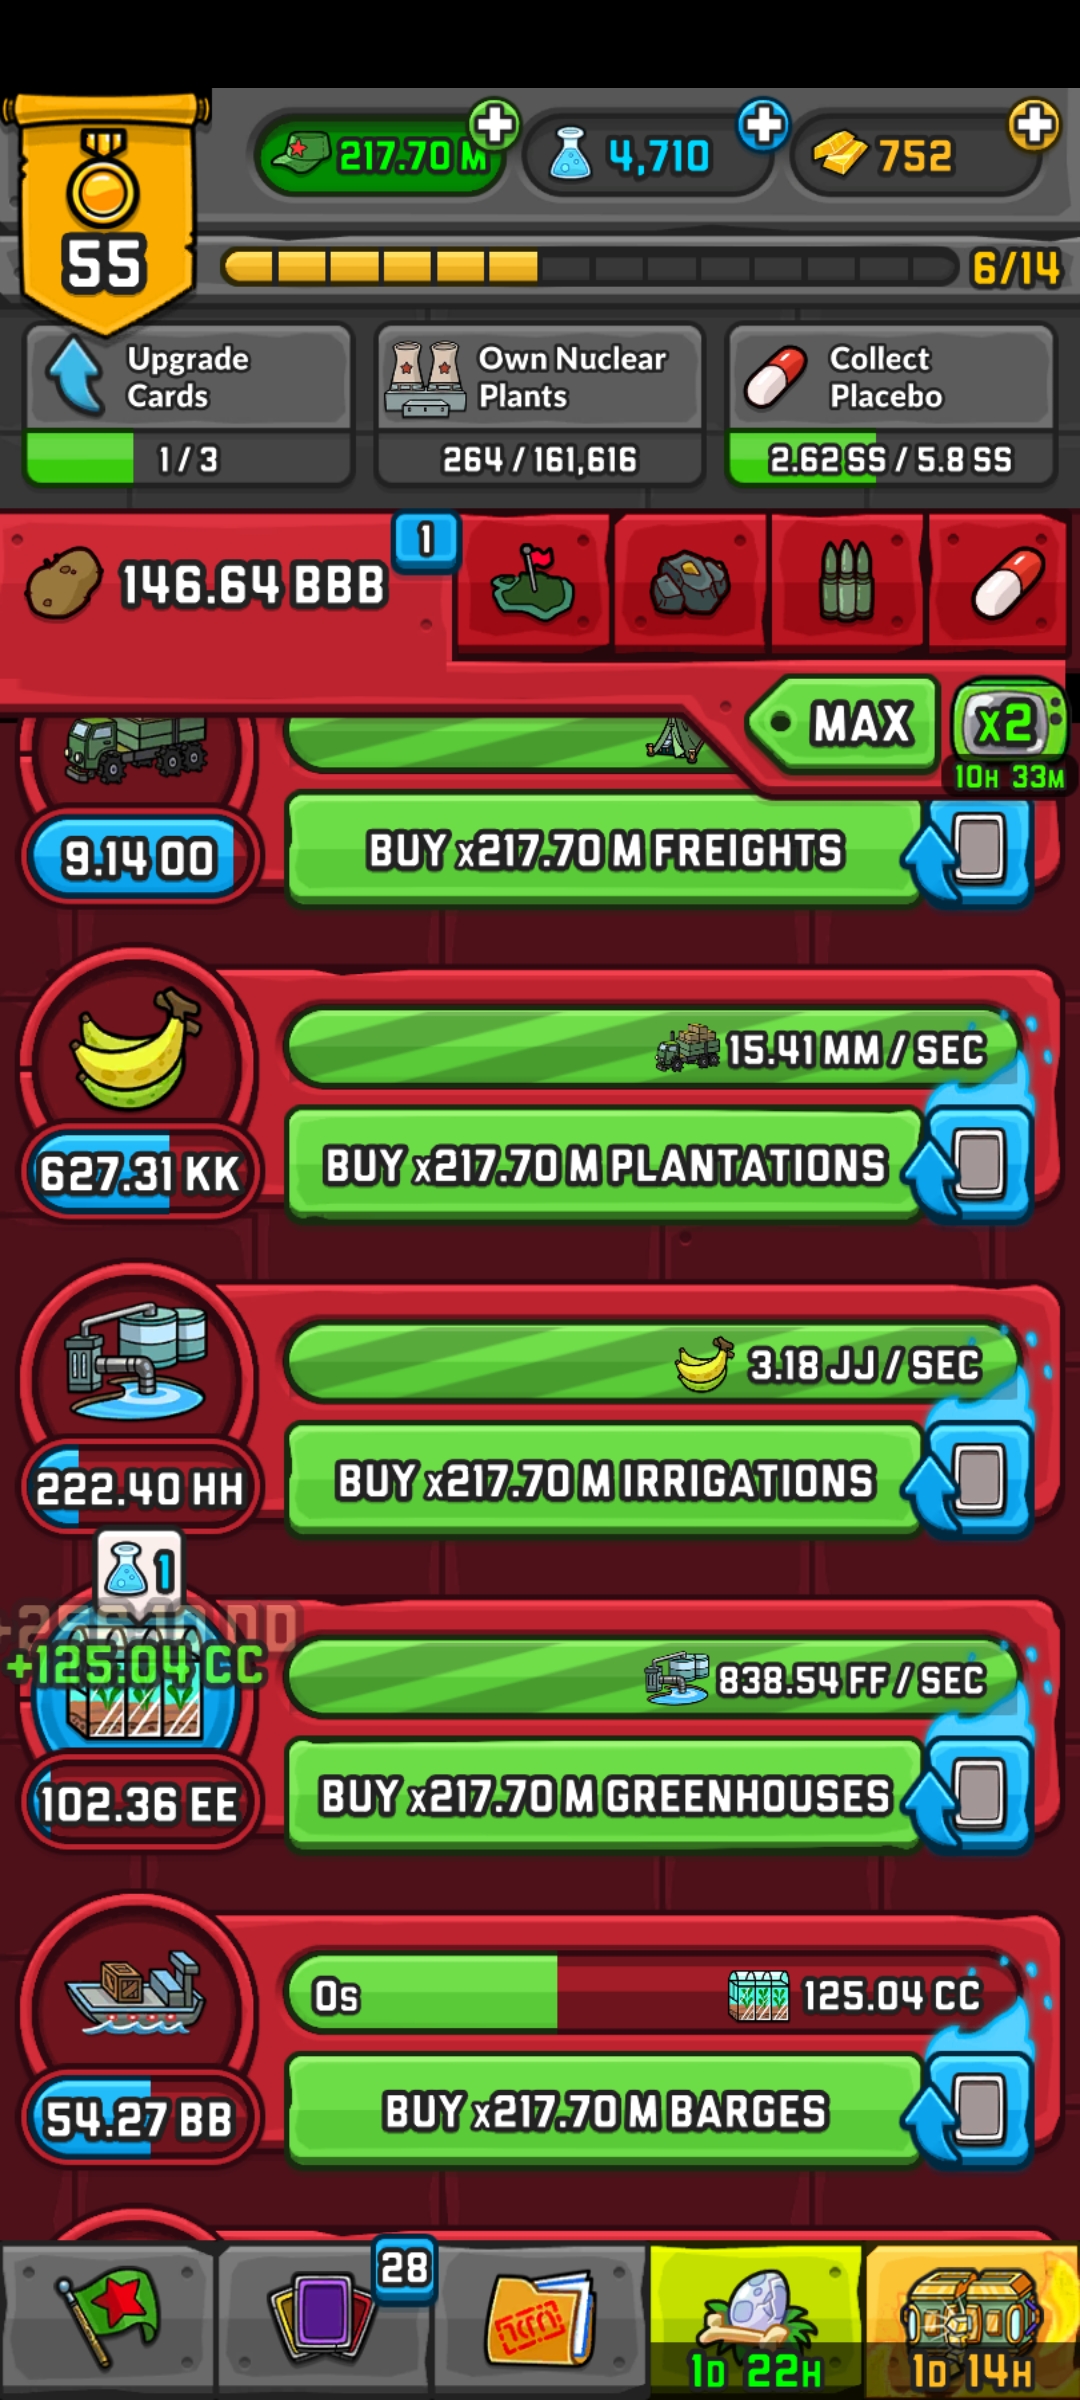 217.70 M
4,710
752
55
6/14
Upgrade
Cards
1 / 3
Own Nuclear
Plants
264 / 161,616
Collect
Placebo
2.62 SS / 5.8 SS
146.64 BBB
1
MAX
x2
10H 33M
9.14 OO
BUY x217.70 M FREIGHTS
15.41 MM / SEC
627.31 KK
BUY x217.70 M PLANTATIONS
3.18 JJ / SEC
222.40 HH
BUY x217.70 M IRRIGATIONS
1
+125.04 CC
838.54 FF / SEC
102.36 EE
BUY x217.70 M GREENHOUSES
0s
125.04 CC
54.27 BB
BUY x217.70 M BARGES
28
1D 22H
1D 14H